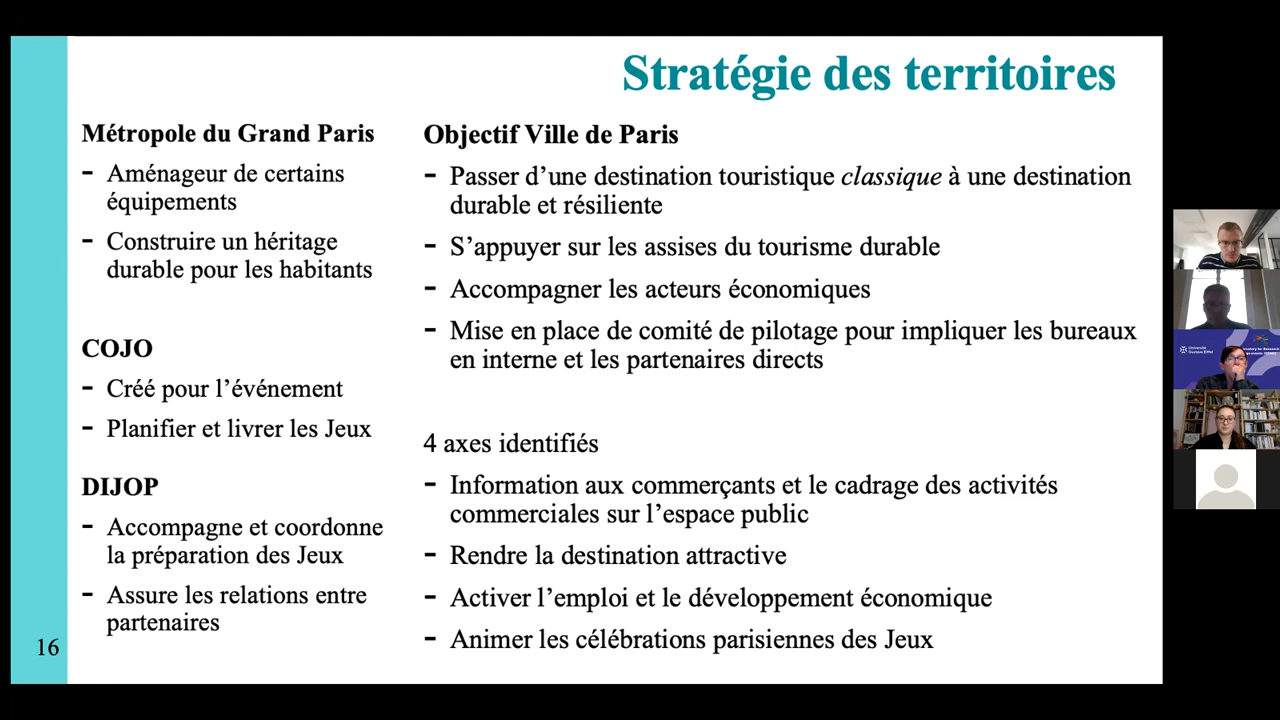 Stratégie des territoires
Métropole du Grand Paris
- Aménageur de certains
équipements
- Construire un héritage
durable pour les habitants
COJO
- Créé pour l’événement
- Planifier et livrer les Jeux
DIJOP
- Accompagne et coordonne
la préparation des Jeux
- Assure les relations entre
partenaires
Objectif Ville de Paris
- Passer d’une destination touristique classique à une destination
durable et résiliente
- S’appuyer sur les assises du tourisme durable
- Accompagner les acteurs économiques
- Mise en place de comité de pilotage pour impliquer les bureaux
en interne et les partenaires directs
4 axes identifiés
- Information aux commerçants et le cadrage des activités
commerciales sur l’espace public
- Rendre la destination attractive
- Activer l’emploi et le développement économique
- Animer les célébrations parisiennes des Jeux
16
Université
Gustave Eiffel